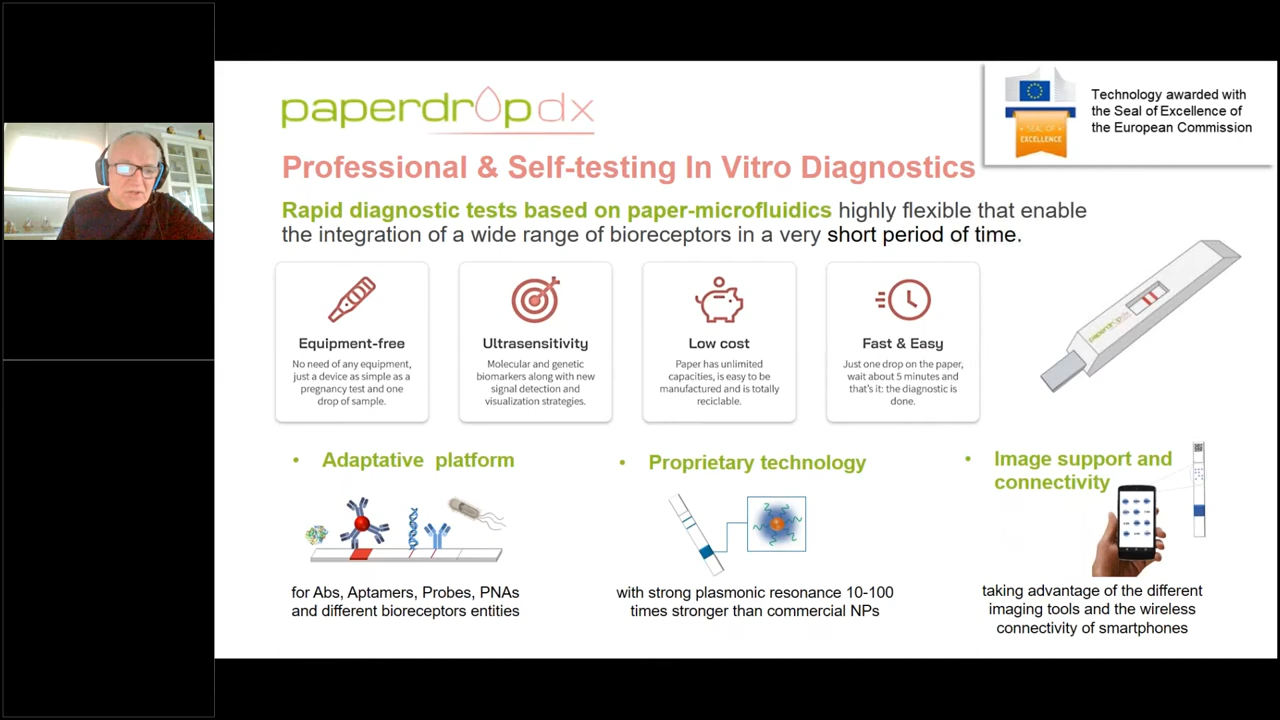 paperdrop dx
Technology awarded with
the Seal of Excellence of
the European Commission
SEAL OF
EXCELLENCE
Professional & Self-testing In Vitro Diagnostics
Rapid diagnostic tests based on paper-microfluidics highly flexible that enable
the integration of a wide range of bioreceptors in a very short period of time.
Equipment-free
No need of any equipment,
just a device as simple as a
pregnancy test and one
drop of sample.
Ultrasensitivity
Molecular and genetic
biomarkers along with new
signal detection and
visualization strategies.
Low cost
Paper has unlimited
capacities, is easy to be
manufactured and is totally
reciclable.
Fast & Easy
Just one drop on the paper,
wait about 5 minutes and
that's it: the diagnostic is
done.
paperdrop dx
• Adaptative platform
for Abs, Aptamers, Probes, PNAs
and different bioreceptors entities
• Proprietary technology
with strong plasmonic resonance 10-100
times stronger than commercial NPs
• Image support and
connectivity
taking advantage of the different
imaging tools and the wireless
connectivity of smartphones